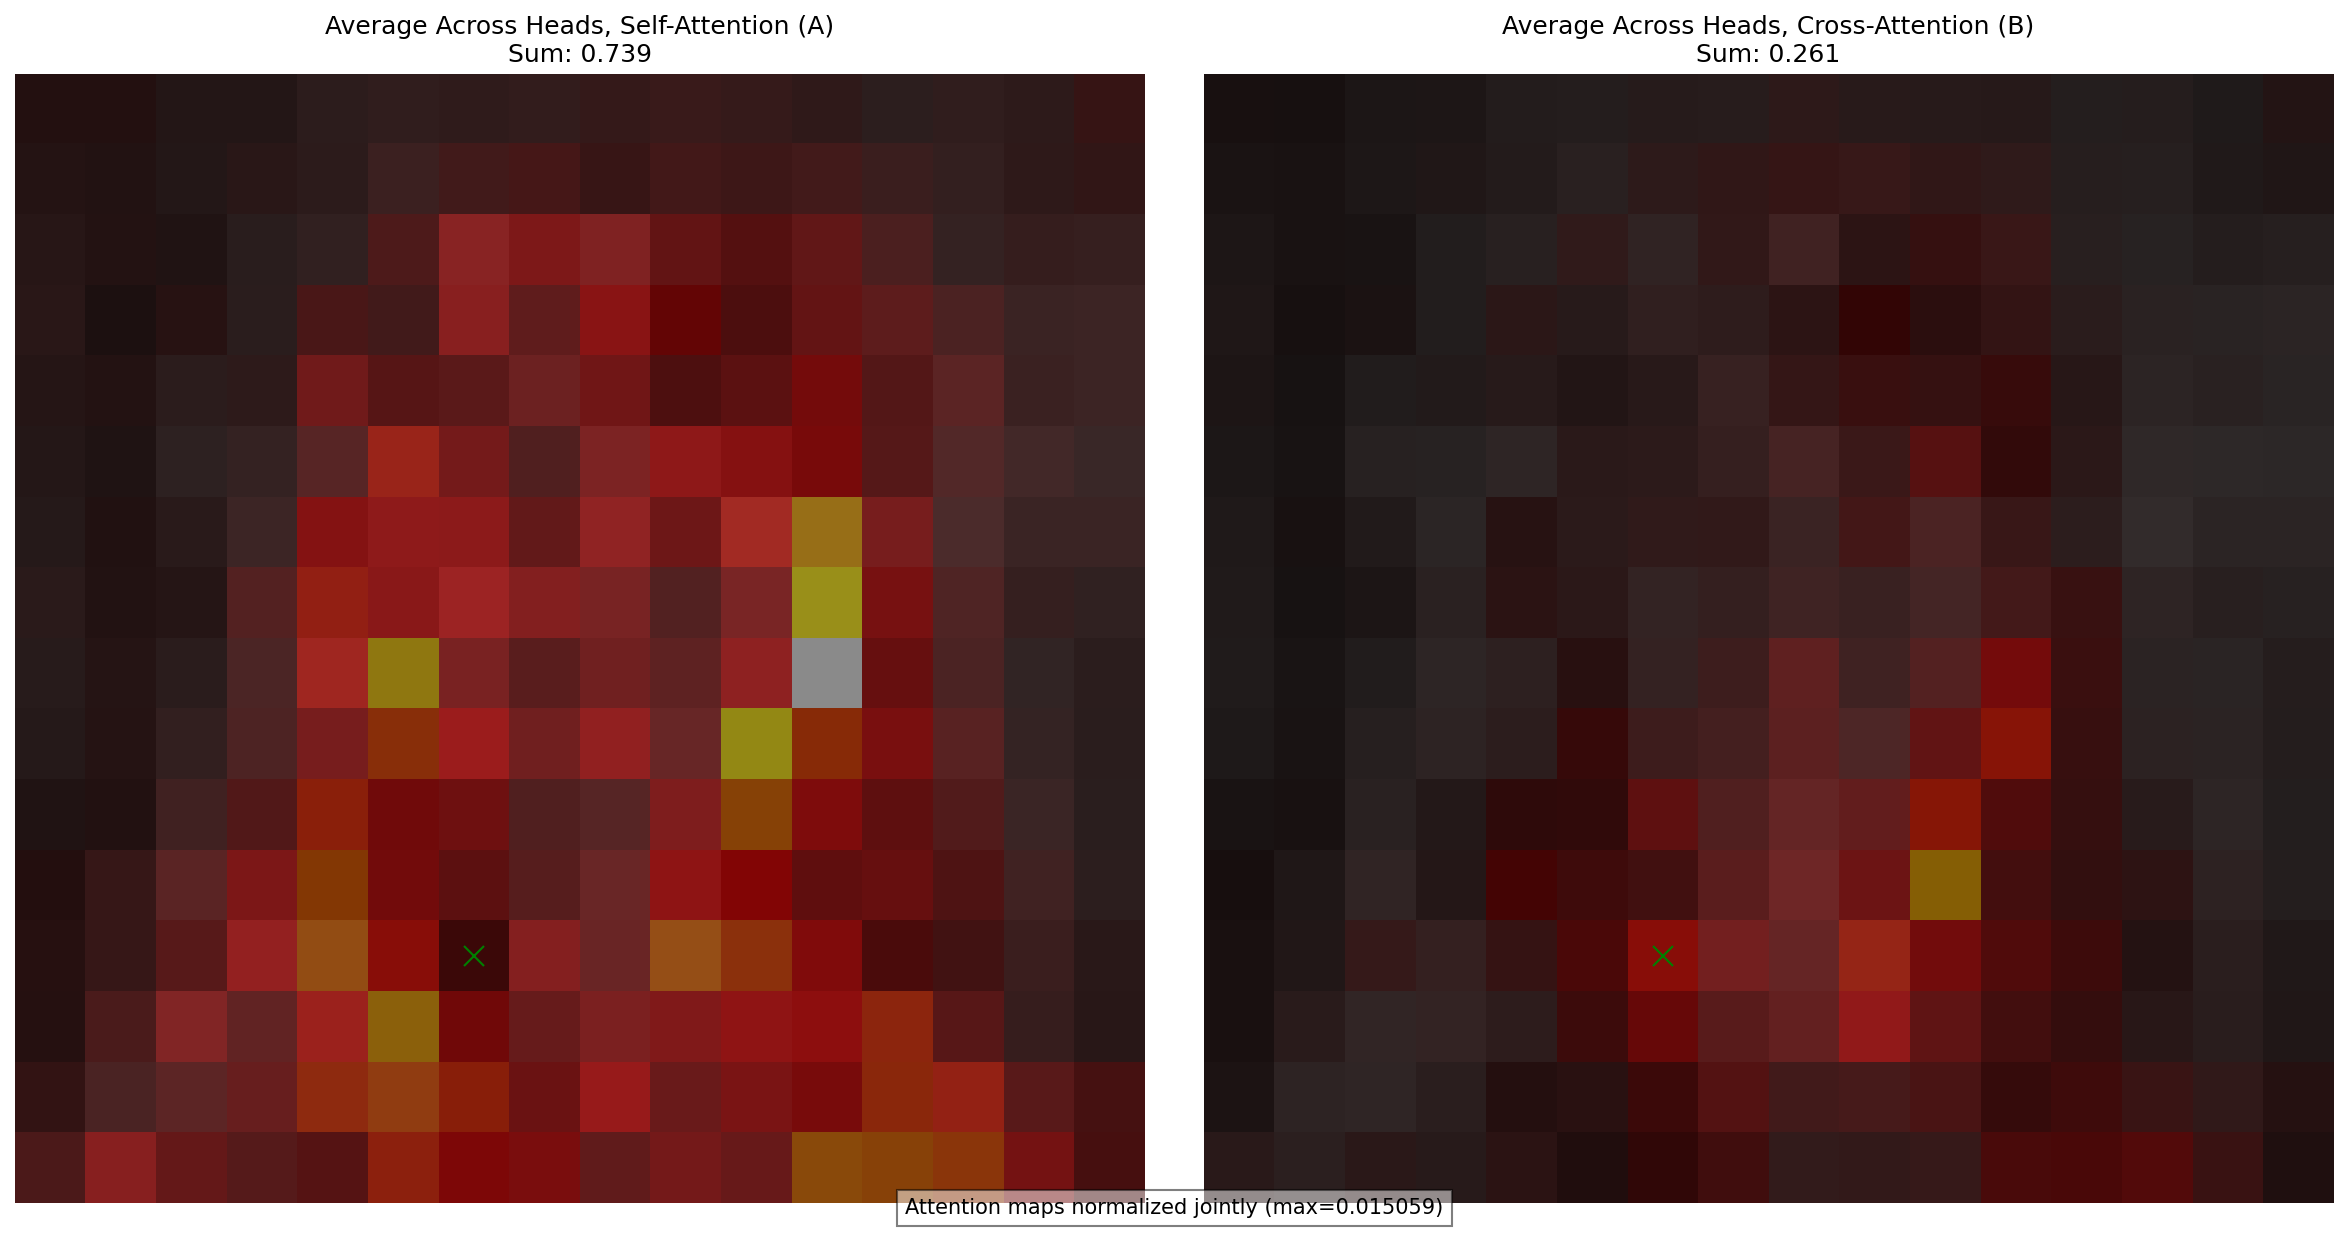 Average Across Heads, Self-Attention (A)
Sum: 0.739
Average Across Heads, Cross-Attention (B)
Sum: 0.261
Attention maps normalized jointly (max=0.015059)